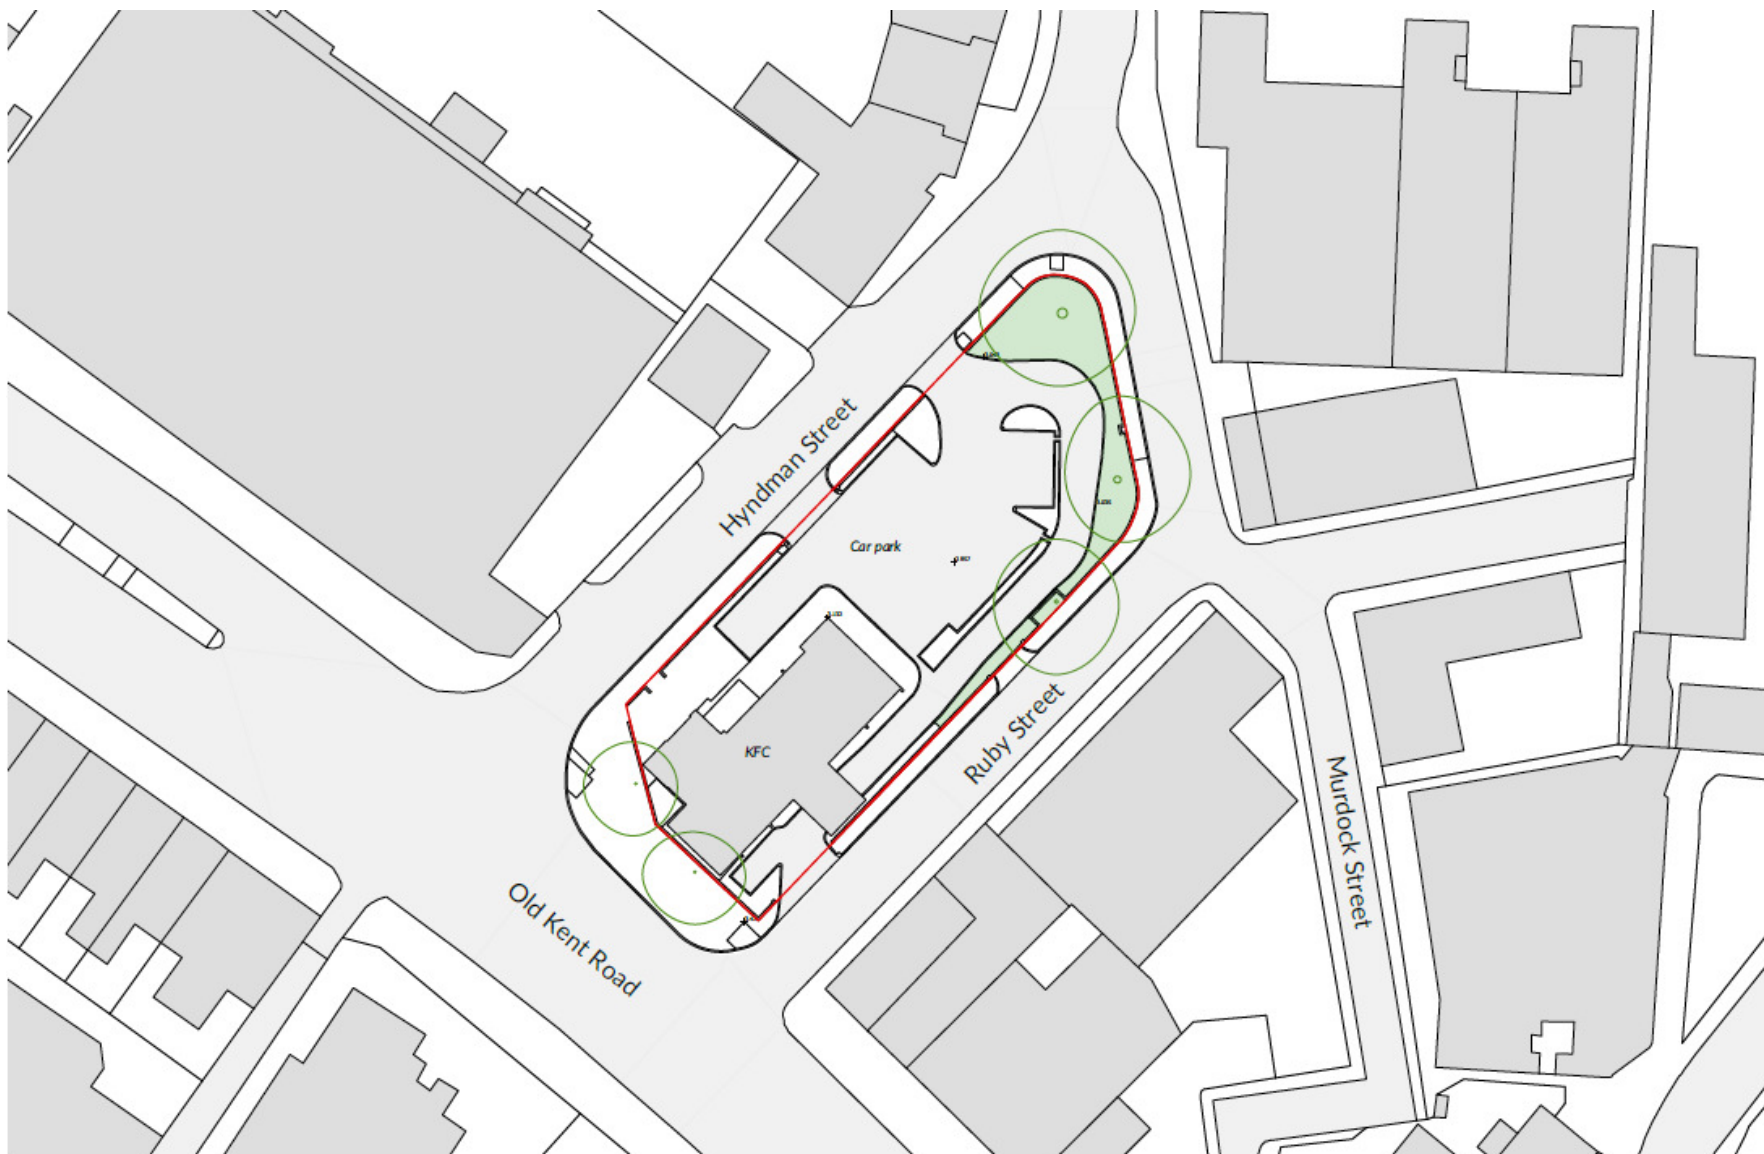 Hyndman Street
Car park
KFC
Ruby Street
Murdock Street
Old Kent Road